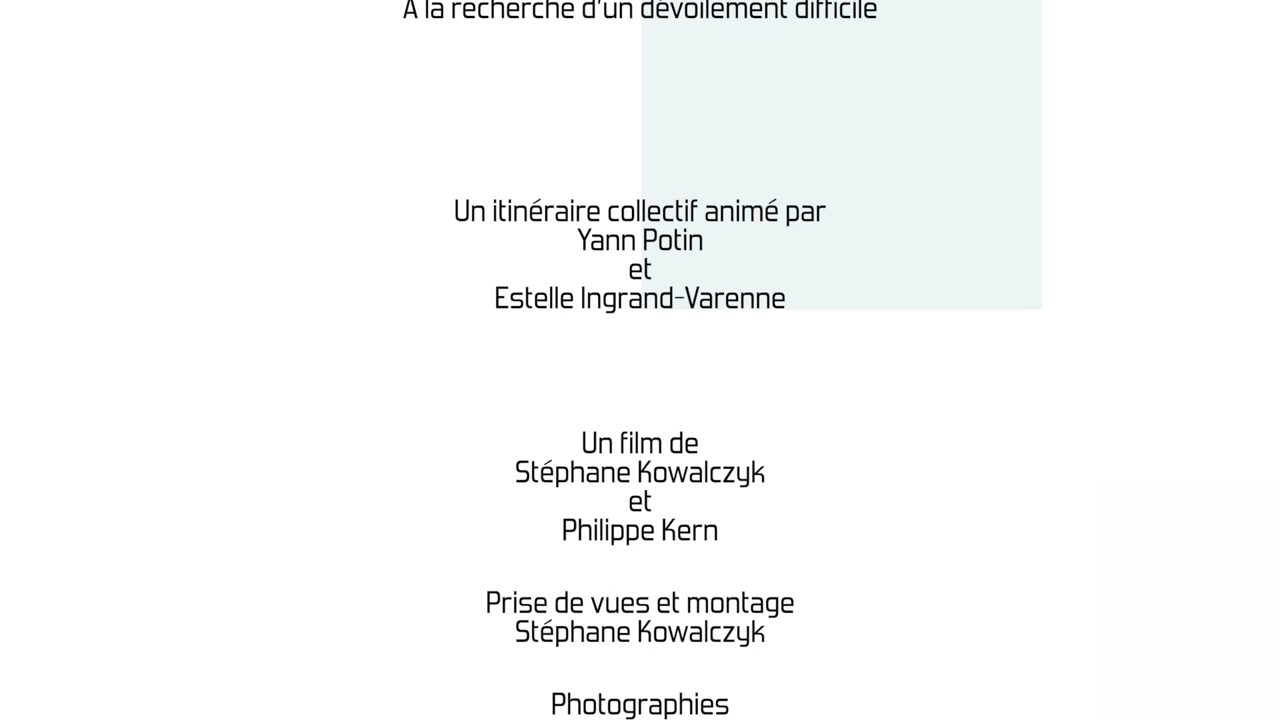 À la recherche d'un dévoilement difficile
Un itinéraire collectif animé par
Yann Potin
et
Estelle Ingrand-Varenne
Un film de
Stéphane Kowalczyk
et
Philippe Kern
Prise de vues et montage
Stéphane Kowalczyk
Photographies